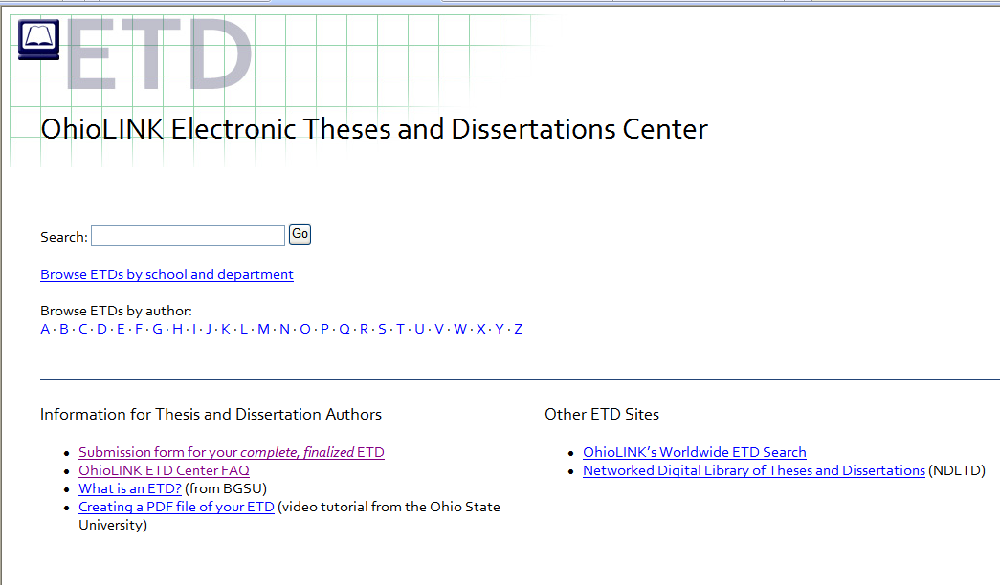 ETD
OhioLINK Electronic Theses and Dissertations Center
Search: Go
Browse ETDs by school and department
Browse ETDs by author:
A · B · C · D · E · F · G · H · I · J · K · L · M · N · O · P · Q · R · S · T · U · V · W · X · Y · Z
Information for Thesis and Dissertation Authors
• Submission form for your complete, finalized ETD
• OhioLINK ETD Center FAQ
• What is an ETD? (from BGSU)
• Creating a PDF file of your ETD (video tutorial from the Ohio State
University)
Other ETD Sites
• OhioLINK's Worldwide ETD Search
• Networked Digital Library of Theses and Dissertations (NDLTD)